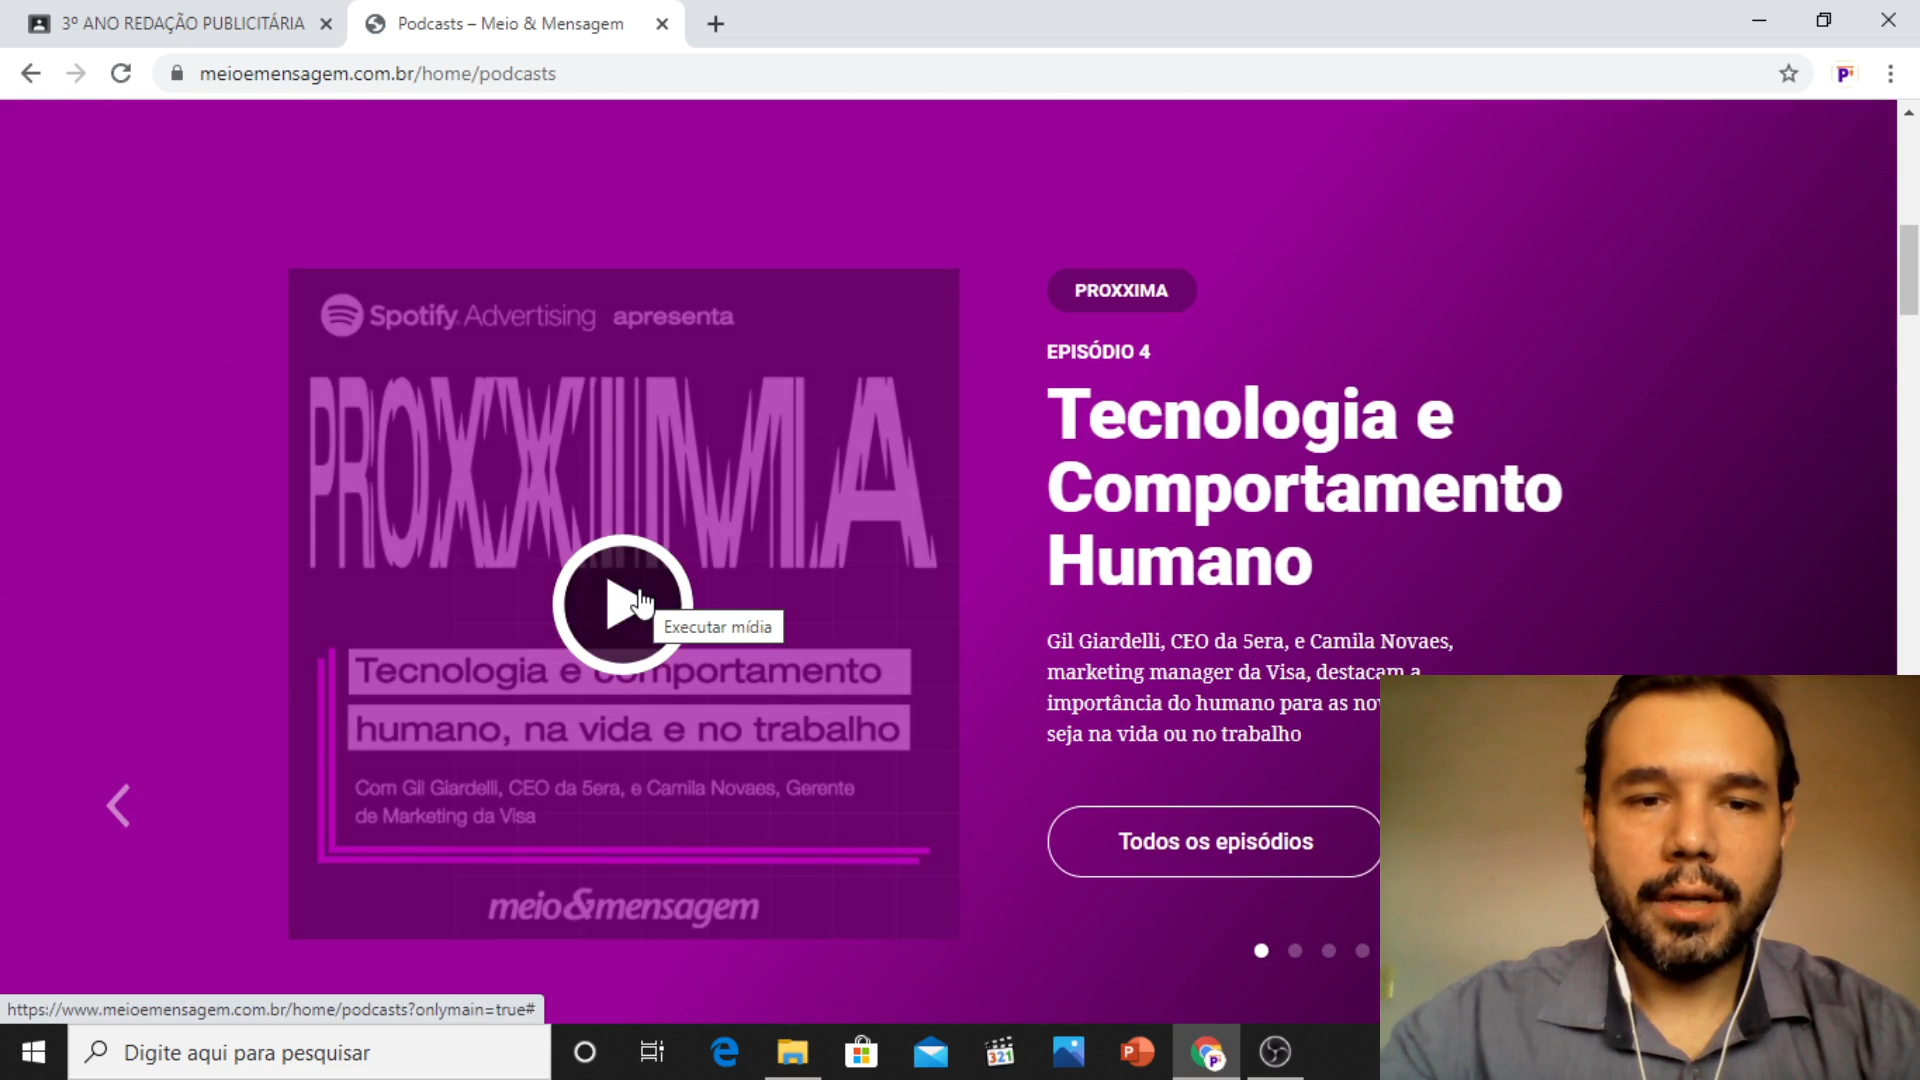 3º ANO REDAÇÃO PUBLICITÁRIA
Podcasts – Meio & Mensagem
meioemensagem.com.br/home/podcasts
Spotify Advertising apresenta
PROXXIMA
Executar mídia
Tecnologia e comportamento
humano, na vida e no trabalho
Com Gil Giardelli, CEO da 5era, e Camila Novaes, Gerente
de Marketing da Visa
meio&mensagem
PROXXIMA
EPISÓDIO 4
Tecnologia e
Comportamento
Humano
Gil Giardelli, CEO da 5era, e Camila Novaes,
marketing manager da Visa, destacam a
importância do humano para as
seja na vida ou no trabalho
Todos os episódios
https://www.meioemensagem.com.br/home/podcasts?onlymain=true#
Digite aqui para pesquisar
321